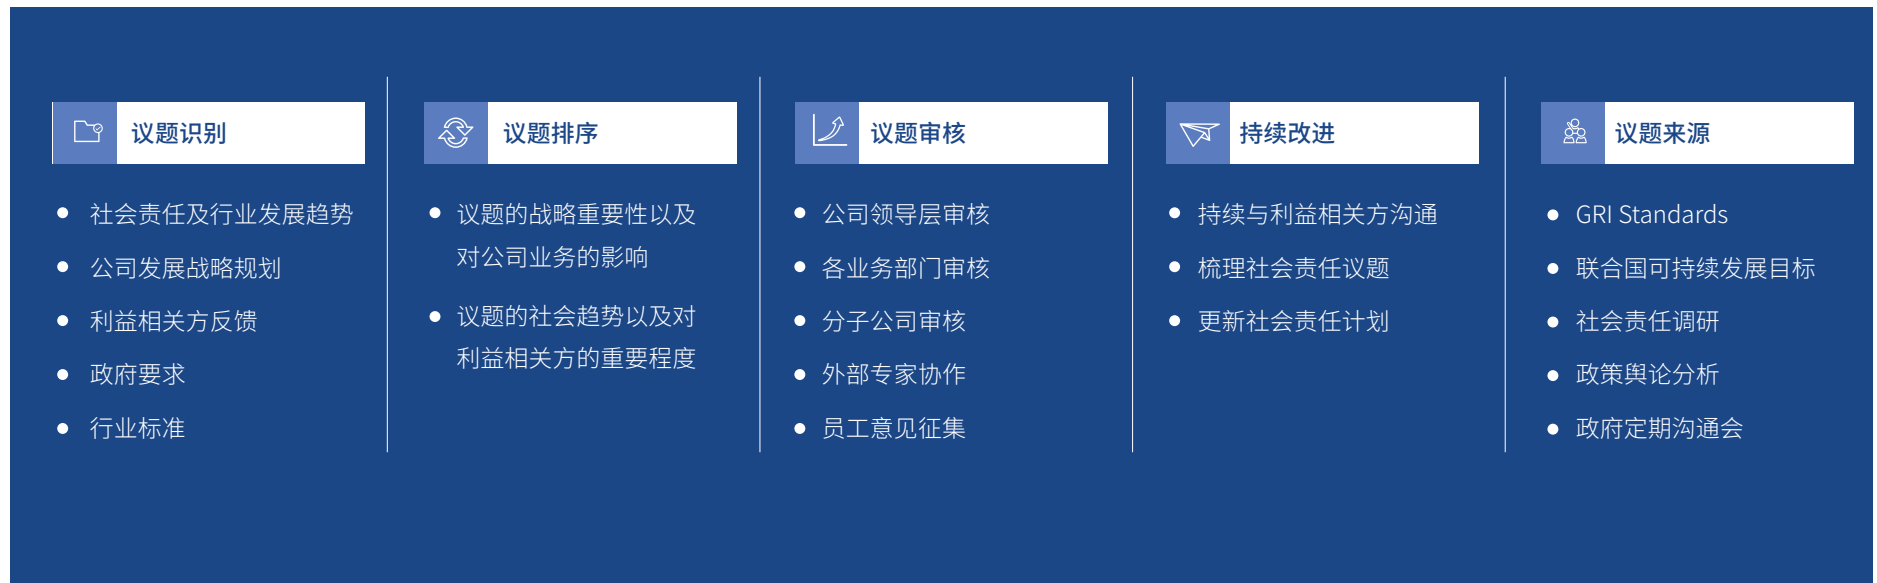 议题识别
社会责任及行业发展趋势
公司发展战略规划
利益相关方反馈
政府要求
行业标准
议题排序
议题的战略重要性以及
对公司业务的影响
议题的社会趋势以及对
利益相关方的重要程度
议题审核
公司领导层审核
各业务部门审核
分子公司审核
外部专家协作
员工意见征集
持续改进
持续与利益相关方沟通
梳理社会责任议题
更新社会责任计划
议题来源
GRI Standards
联合国可持续发展目标
社会责任调研
政策舆论分析
政府定期沟通会